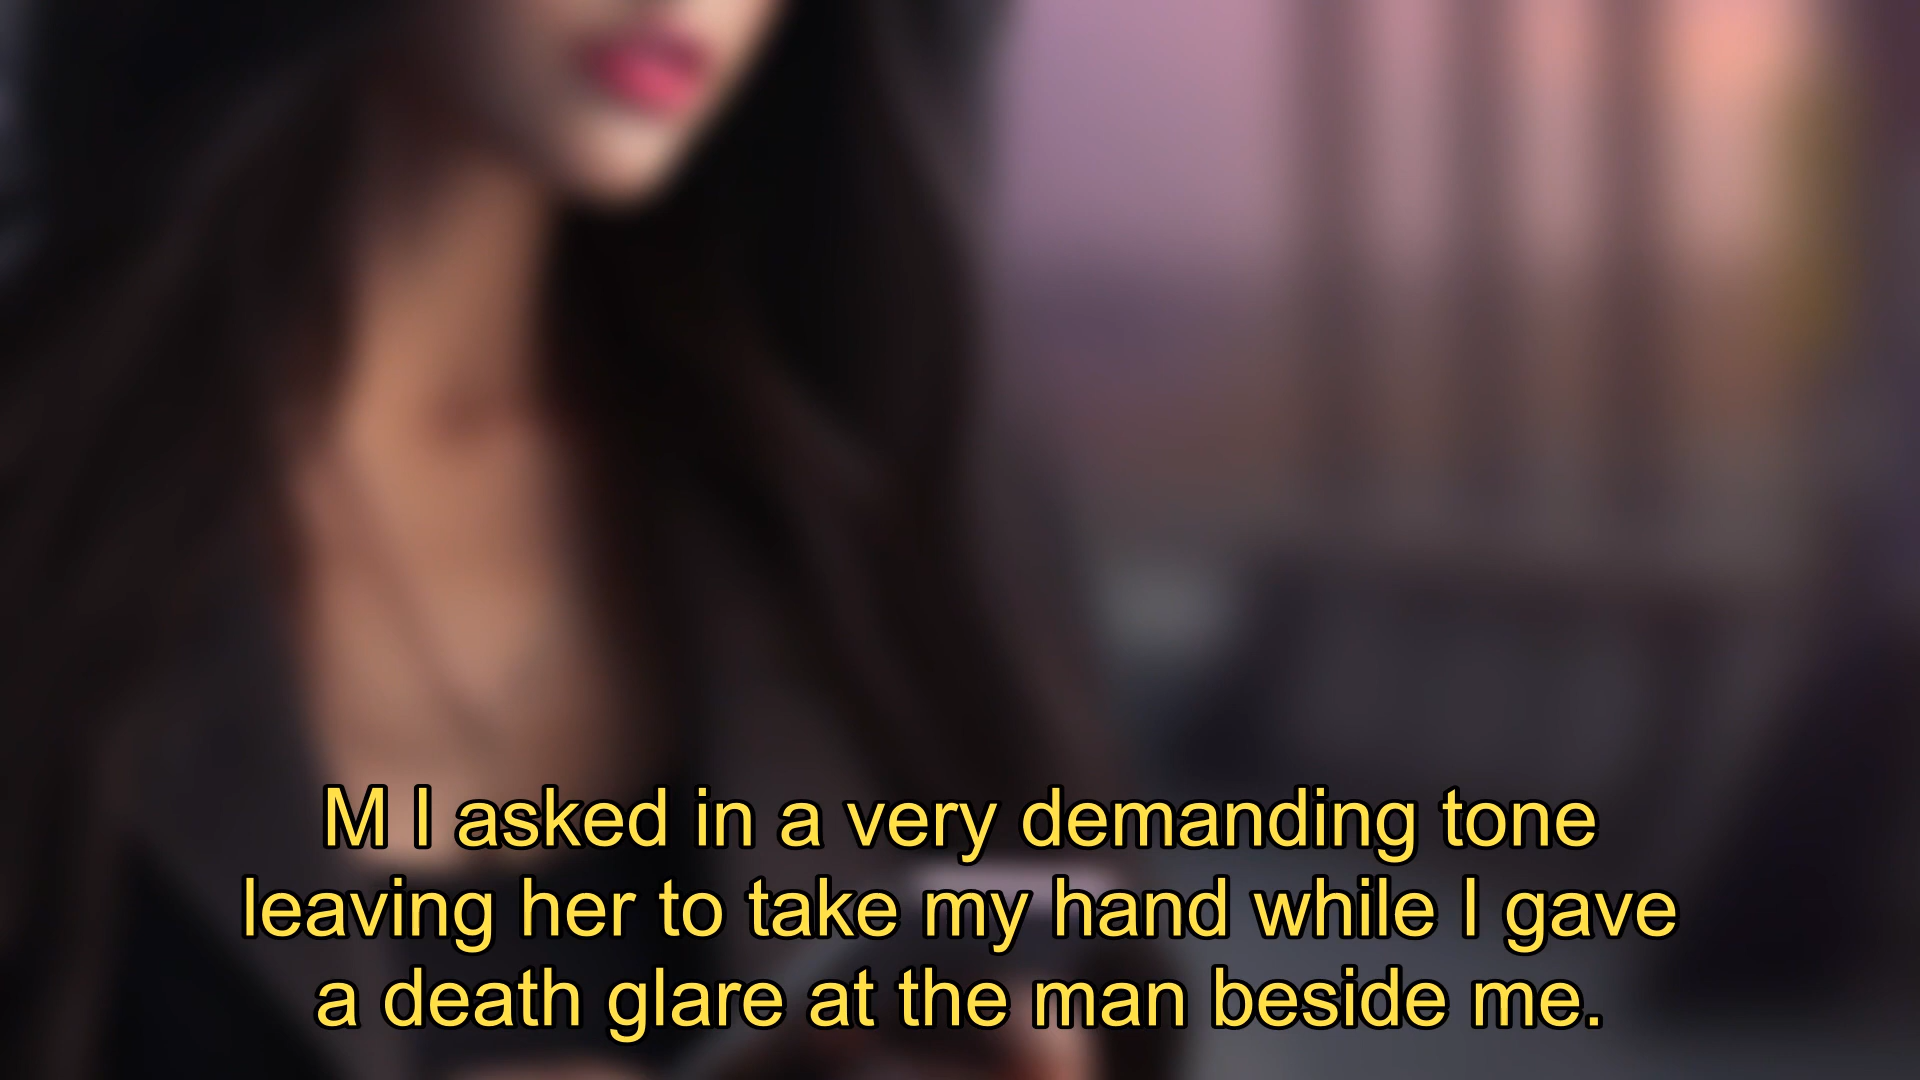 M I asked in a very demanding tone
leaving her to take my hand while I gave
a death glare at the man beside me.